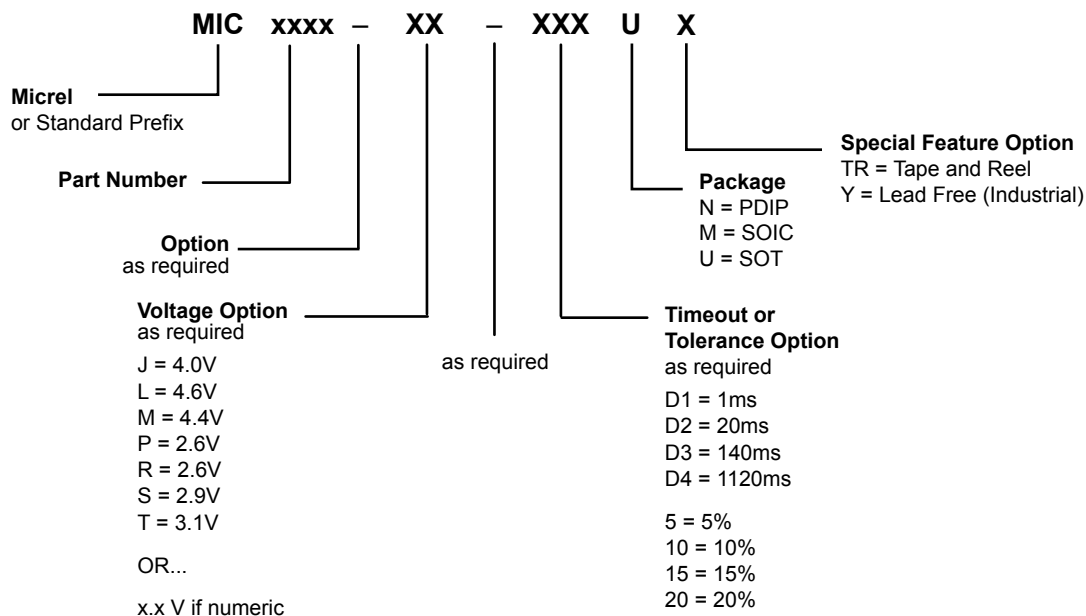 MIC xxxx – XX – XXX U X
Micrel
or Standard Prefix
Part Number
Option
as required
Voltage Option
as required
J = 4.0V
L = 4.6V
M = 4.4V
P = 2.6V
R = 2.6V
S = 2.9V
T = 3.1V
OR...
x.x V if numeric
as required
Timeout or
Tolerance Option
as required
D1 = 1ms
D2 = 20ms
D3 = 140ms
D4 = 1120ms
5 = 5%
10 = 10%
15 = 15%
20 = 20%
Package
N = PDIP
M = SOIC
U = SOT
Special Feature Option
TR = Tape and Reel
Y = Lead Free (Industrial)